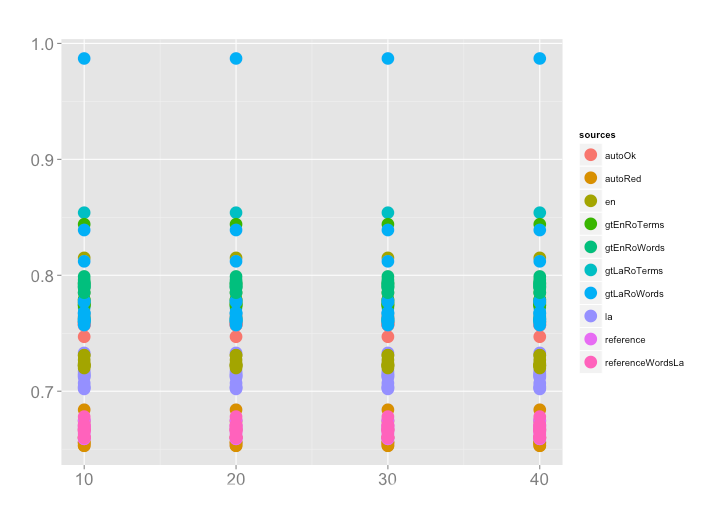 1.0
0.9
0.8
0.7
10 20 30 40
sources
autoOk
autoRed
en
gtEnRoTerms
gtEnRoWords
gtLaRoTerms
gtLaRoWords
la
reference
referenceWordsLa